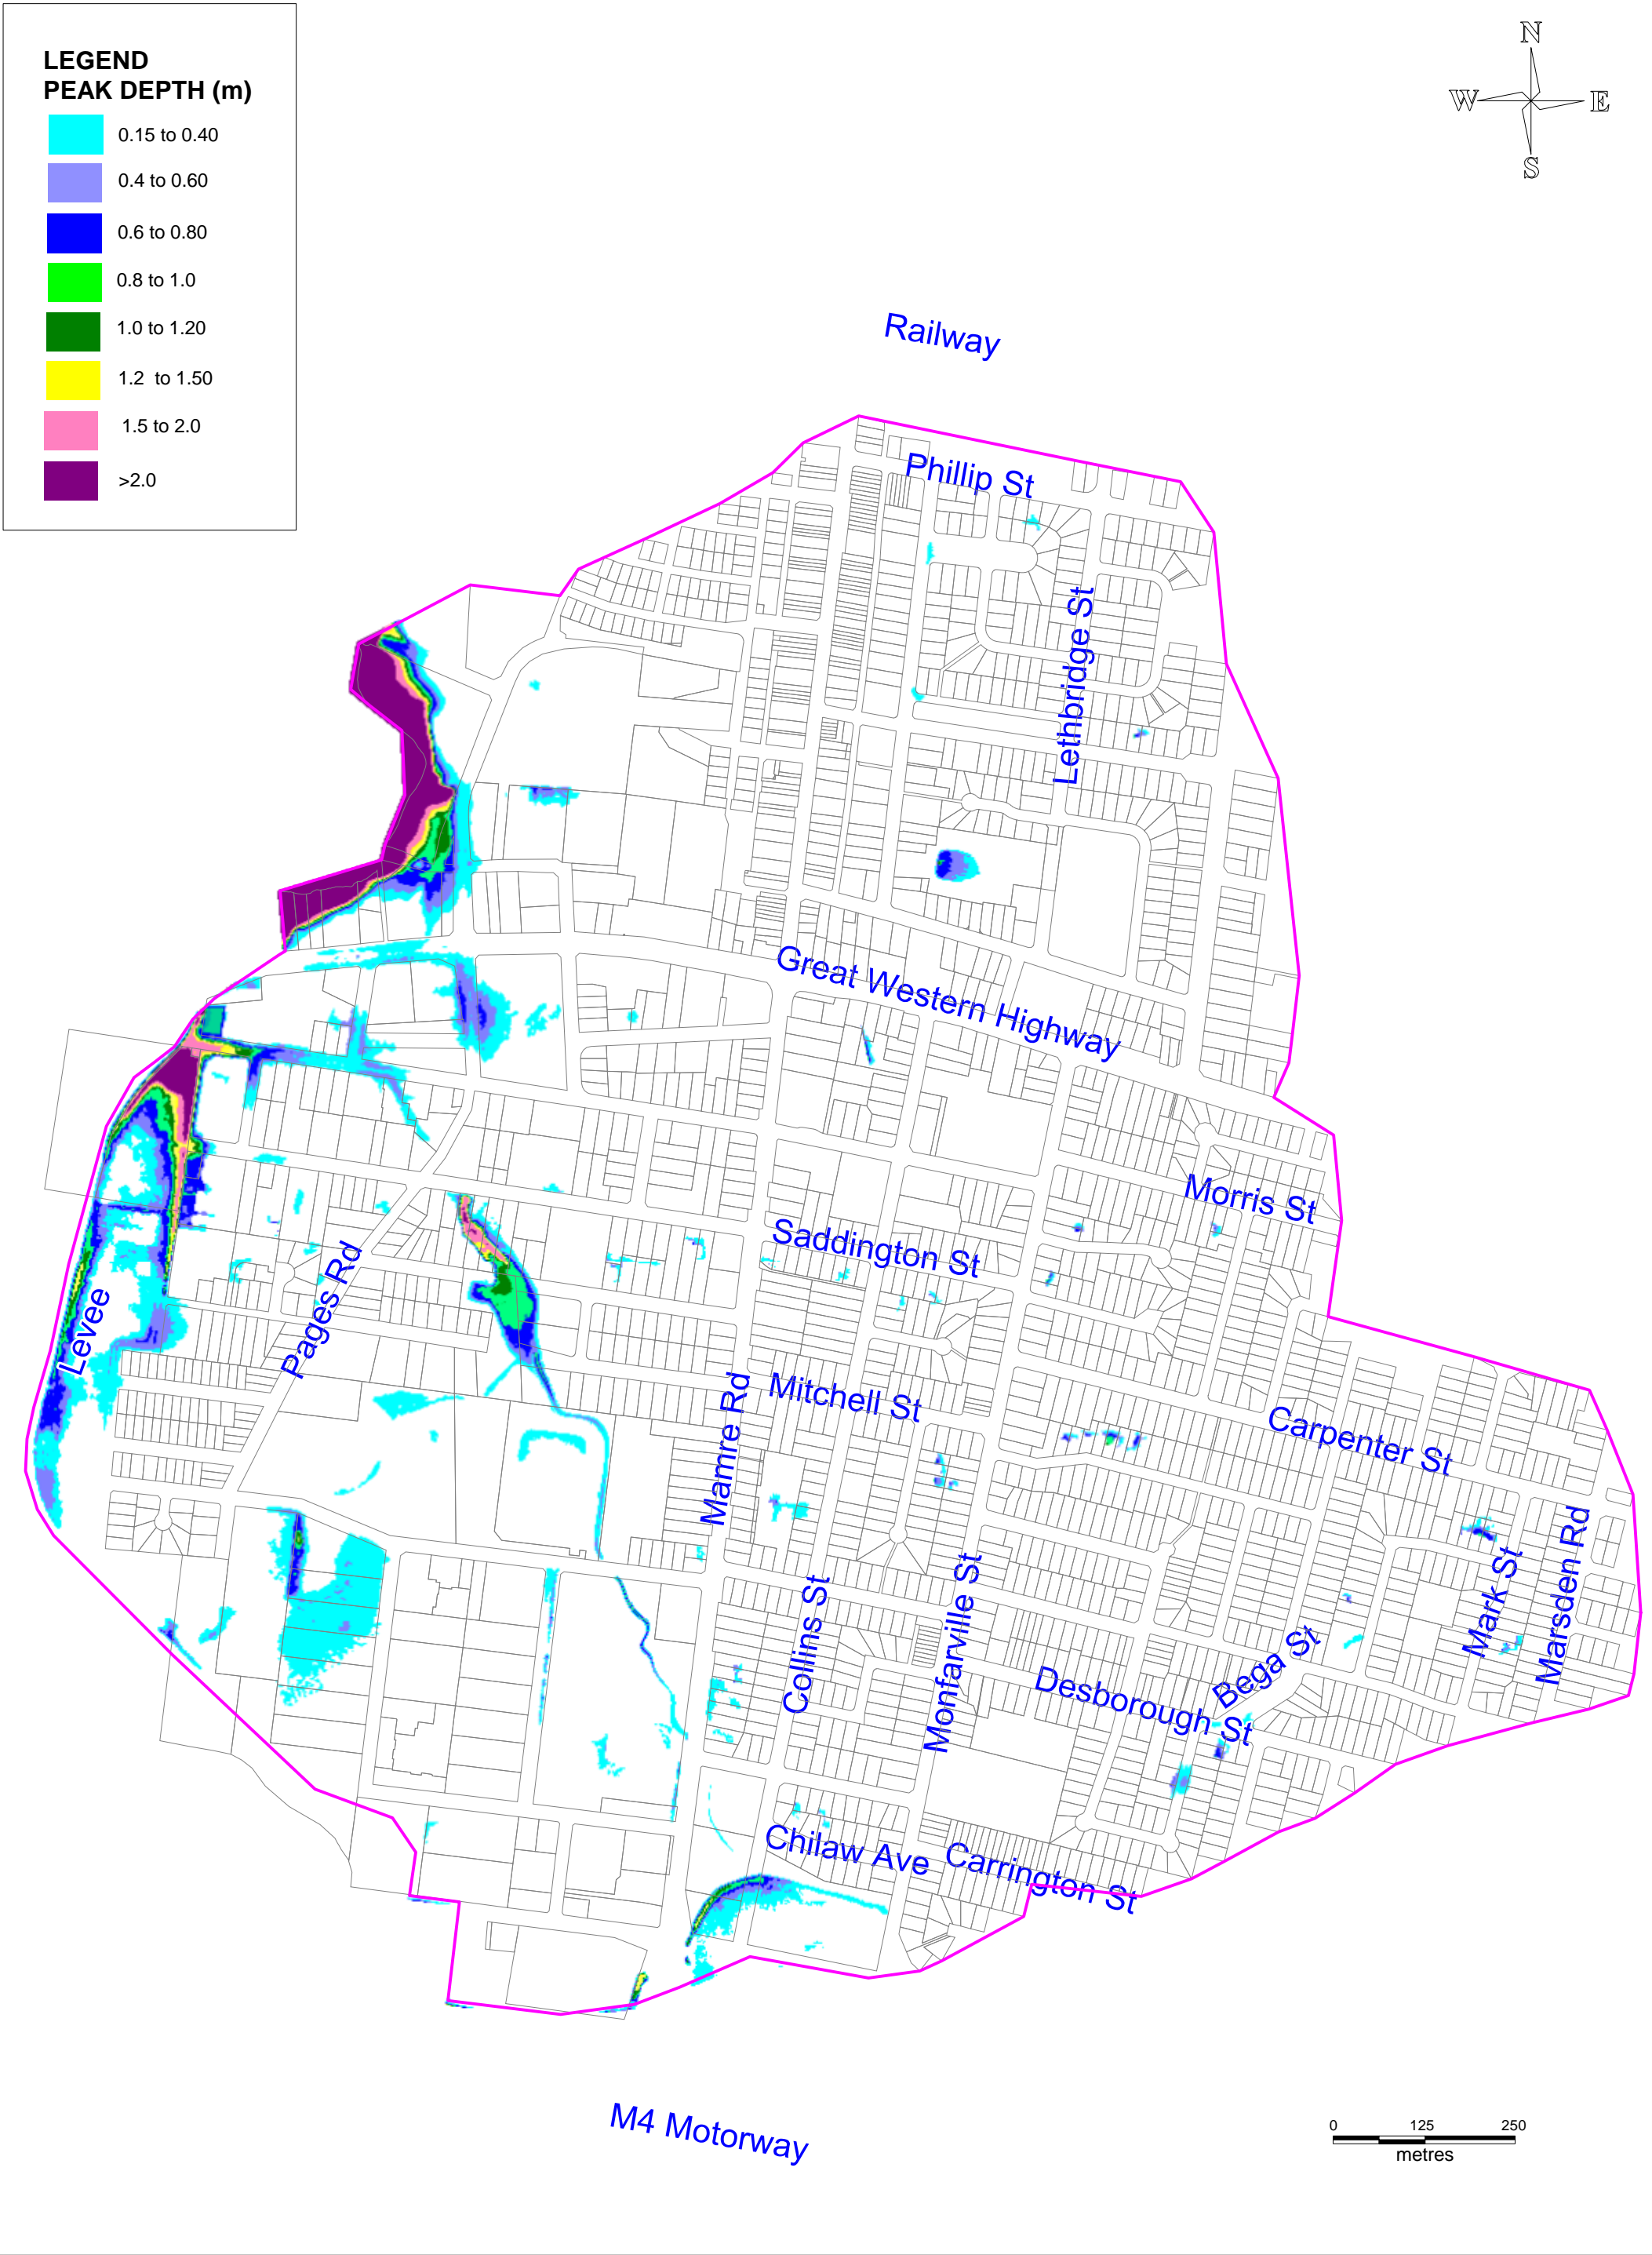 LEGEND
PEAK DEPTH (m)
0.15 to 0.40
0.4 to 0.60
0.6 to 0.80
0.8 to 1.0
1.0 to 1.20
1.2 to 1.50
1.5 to 2.0
>2.0
N
W
E
S
Railway
Phillip St
Lethbridge St
Great Western Highway
Morris St
Saddington St
Pages Rd
Levee
Mitchell St
Mamre Rd
Carpenter St
Collins St
Monfarville St
Mark St
Marsden Rd
Bega St
Desborough St
Chilaw Ave
Carrington St
M4 Motorway
0 125 250
metres